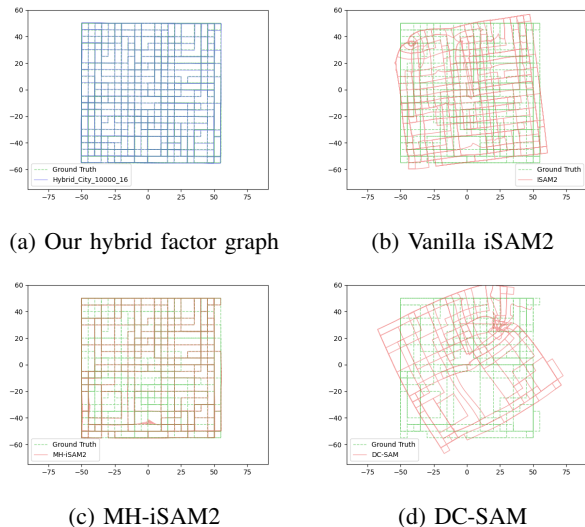 60
40
20
0
−20
−40
−60
Ground Truth
Hybrid_City_10000_16
−75 −50 −25 0 25 50 75
(a) Our hybrid factor graph
60
40
20
0
−20
−40
−60
Ground Truth
ISAM2
−75 −50 −25 0 25 50 75
(b) Vanilla iSAM2
60
40
20
0
−20
−40
−60
Ground Truth
MH-iSAM2
−75 −50 −25 0 25 50 75
(c) MH-iSAM2
60
40
20
0
−20
−40
−60
Ground Truth
DC-SAM
−75 −50 −25 0 25 50 75
(d) DC-SAM